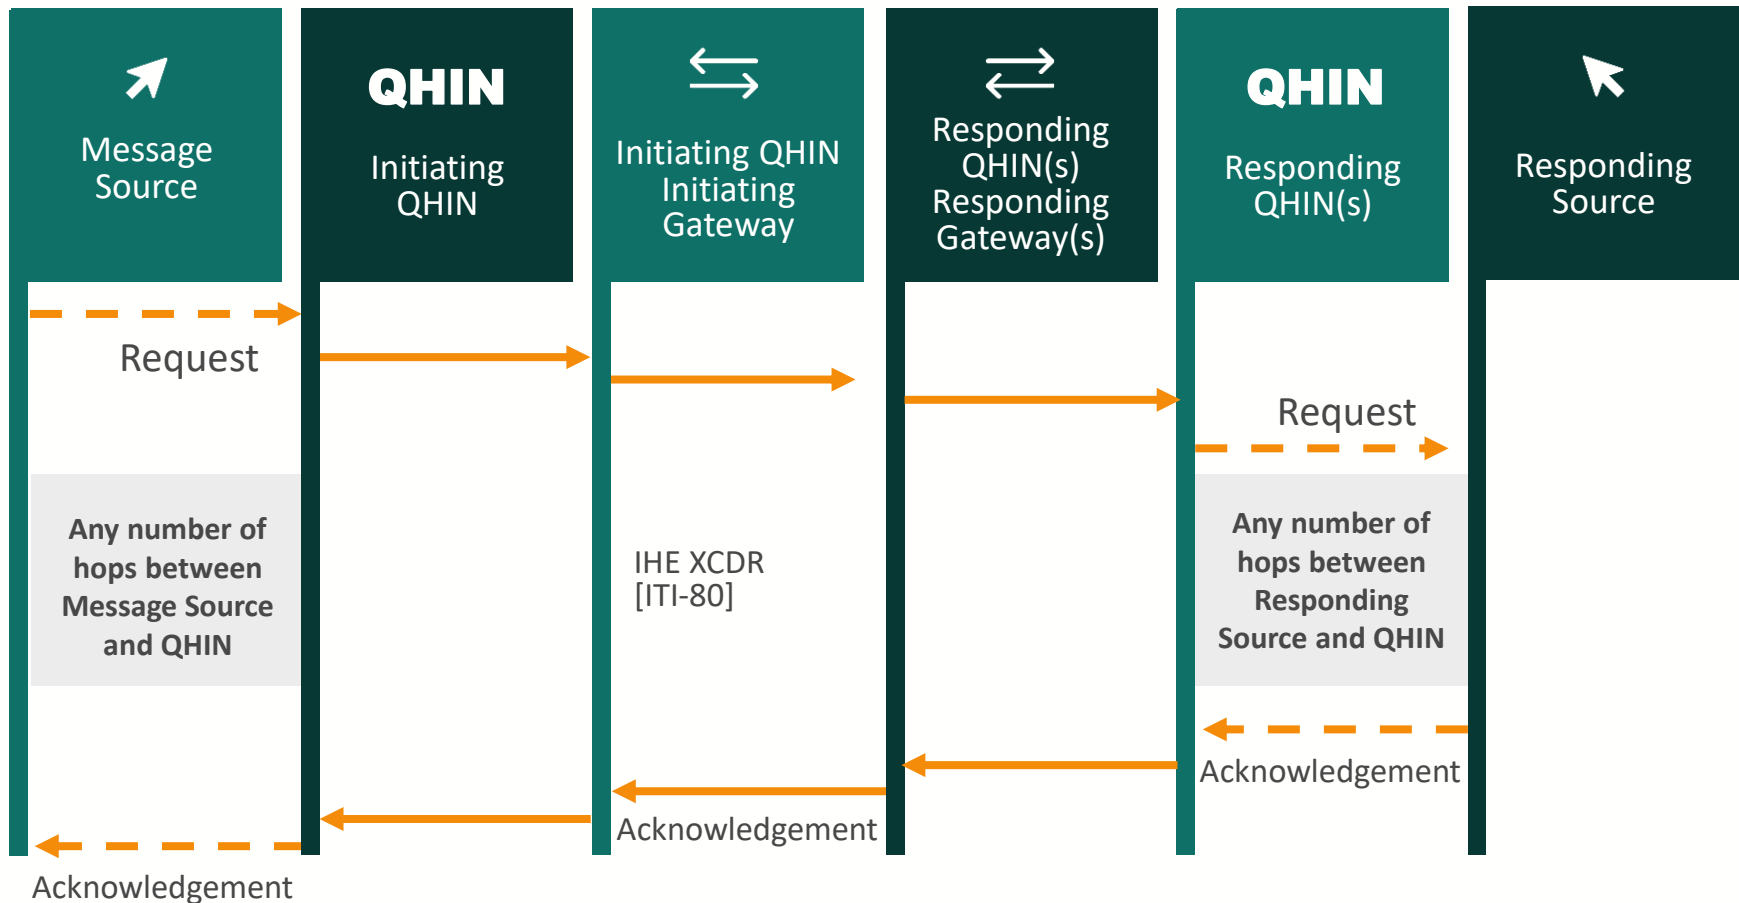 Message
Source
QHIN
Initiating
QHIN
Initiating QHIN
Initiating
Gateway
Responding
QHIN(s)
Responding
Gateway(s)
QHIN
Responding
QHIN(s)
Responding
Source
Request
Request
Any number of
hops between
Message Source
and QHIN
IHE XCDR
[ITI-80]
Any number of
hops between
Responding
Source and QHIN
Acknowledgement
Acknowledgement
Acknowledgement